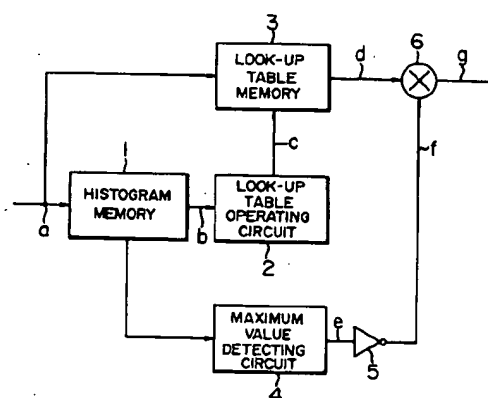 3
LOOK-UP
TABLE
MEMORY
d
6
g
c
f
1
HISTOGRAM
MEMORY
a
b
LOOK-UP
TABLE
OPERATING
CIRCUIT
2
MAXIMUM
VALUE
DETECTING
CIRCUIT
4
e
5